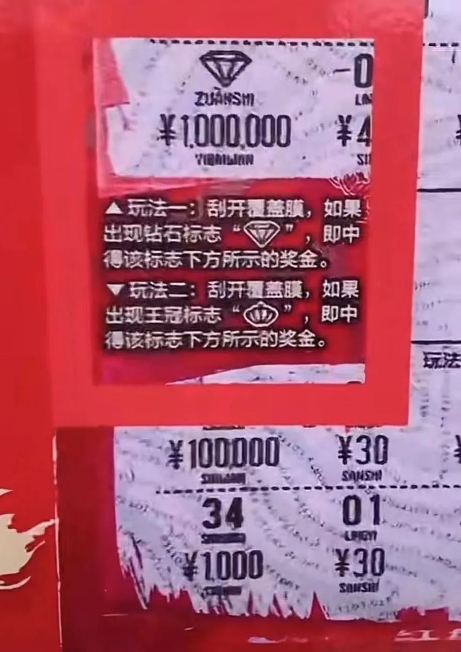 ZUANSHI
¥1,000,000
YIBAIWAN
▲玩法一：刮开覆盖膜，如果
出现钻石标志“ ”，即中
得该标志下方所示的奖金。
▼玩法二：刮开覆盖膜，如果
出现王冠标志“ ”，即中
得该标志下方所示的奖金。
玩法
¥100,000 ¥30
SHIWAN SANSHI
34 01
LINGYI
¥1,000 ¥30
SANSHI